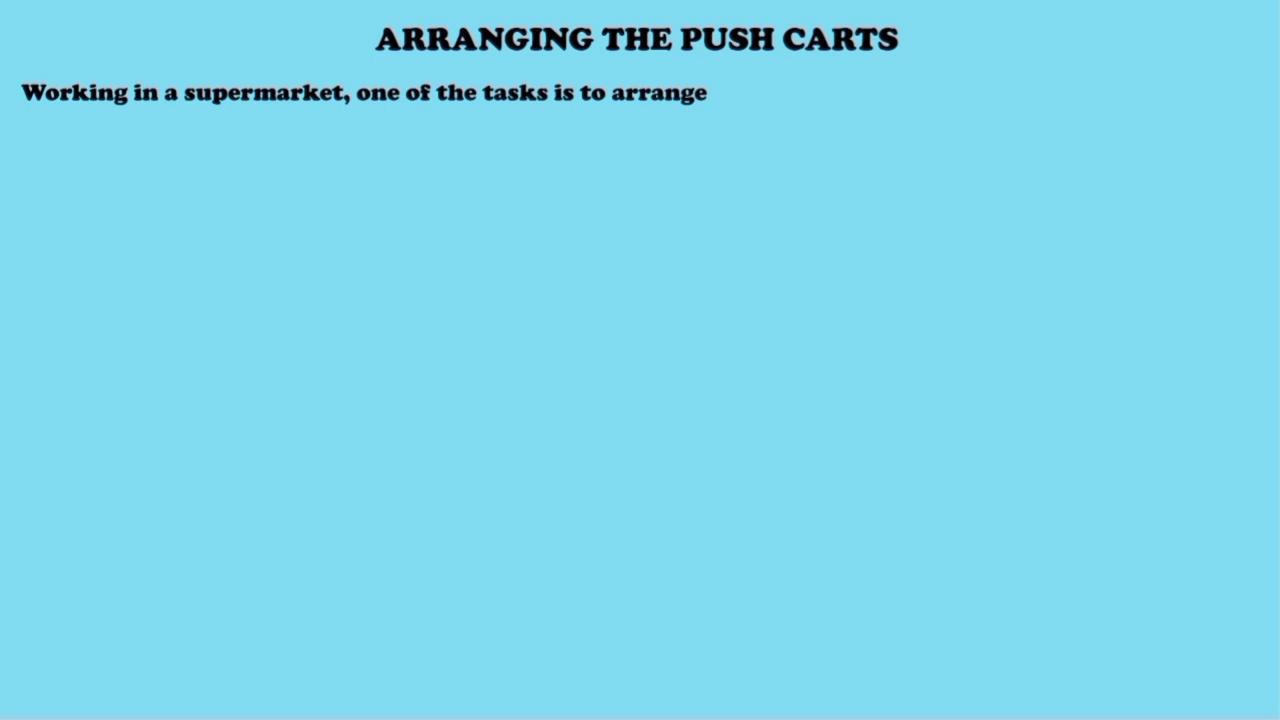 ARRANGING THE PUSH CARTS
Working in a supermarket, one of the tasks is to arrange